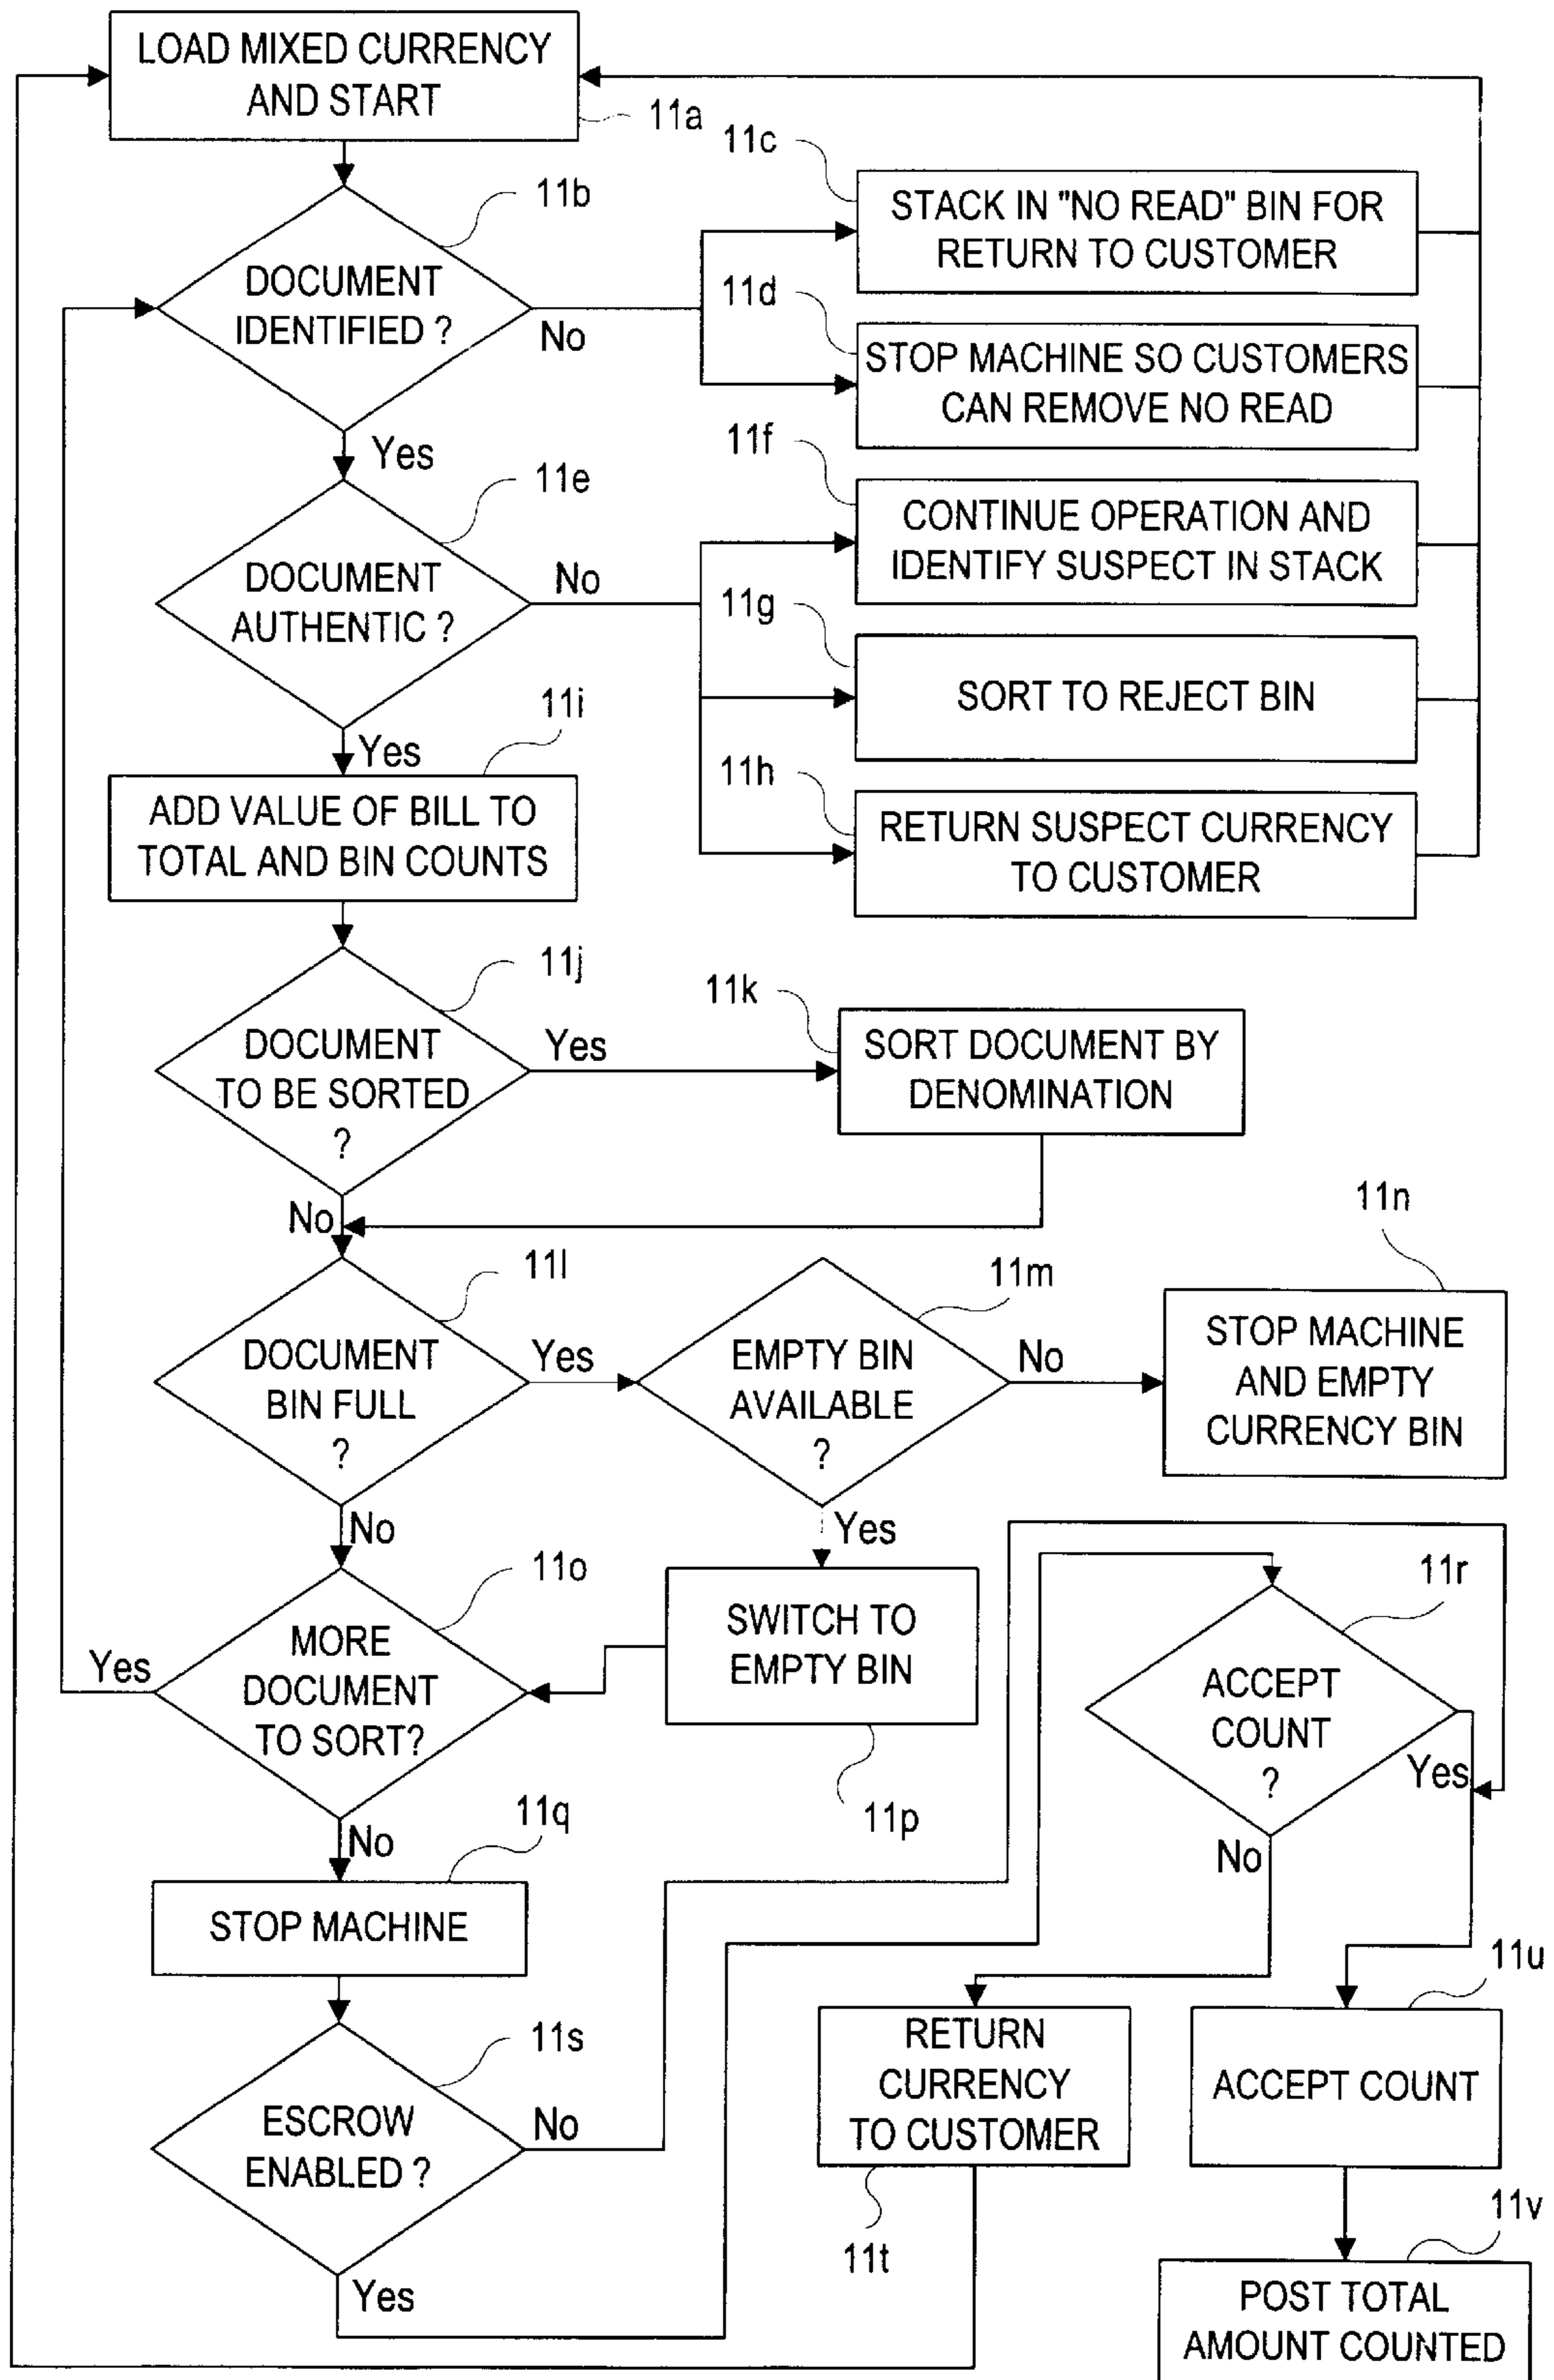 LOAD MIXED CURRENCY
AND START
11a
11b
DOCUMENT
IDENTIFIED ?
No
Yes
11c
STACK IN "NO READ" BIN FOR
RETURN TO CUSTOMER
11d
STOP MACHINE SO CUSTOMERS
CAN REMOVE NO READ
11e
DOCUMENT
AUTHENTIC ?
No
Yes
11f
CONTINUE OPERATION AND
IDENTIFY SUSPECT IN STACK
11g
SORT TO REJECT BIN
11h
RETURN SUSPECT CURRENCY
TO CUSTOMER
11i
ADD VALUE OF BILL TO
TOTAL AND BIN COUNTS
11j
DOCUMENT
TO BE SORTED
?
Yes
No
11k
SORT DOCUMENT BY
DENOMINATION
11l
DOCUMENT
BIN FULL
?
Yes
No
11m
EMPTY BIN
AVAILABLE
?
No
Yes
11n
STOP MACHINE
AND EMPTY
CURRENCY BIN
11o
MORE
DOCUMENT
TO SORT?
Yes
No
SWITCH TO
EMPTY BIN
11p
11r
ACCEPT
COUNT
?
Yes
No
11q
STOP MACHINE
11s
ESCROW
ENABLED ?
No
Yes
RETURN
CURRENCY
TO CUSTOMER
11t
11u
ACCEPT COUNT
11v
POST TOTAL
AMOUNT COUNTED